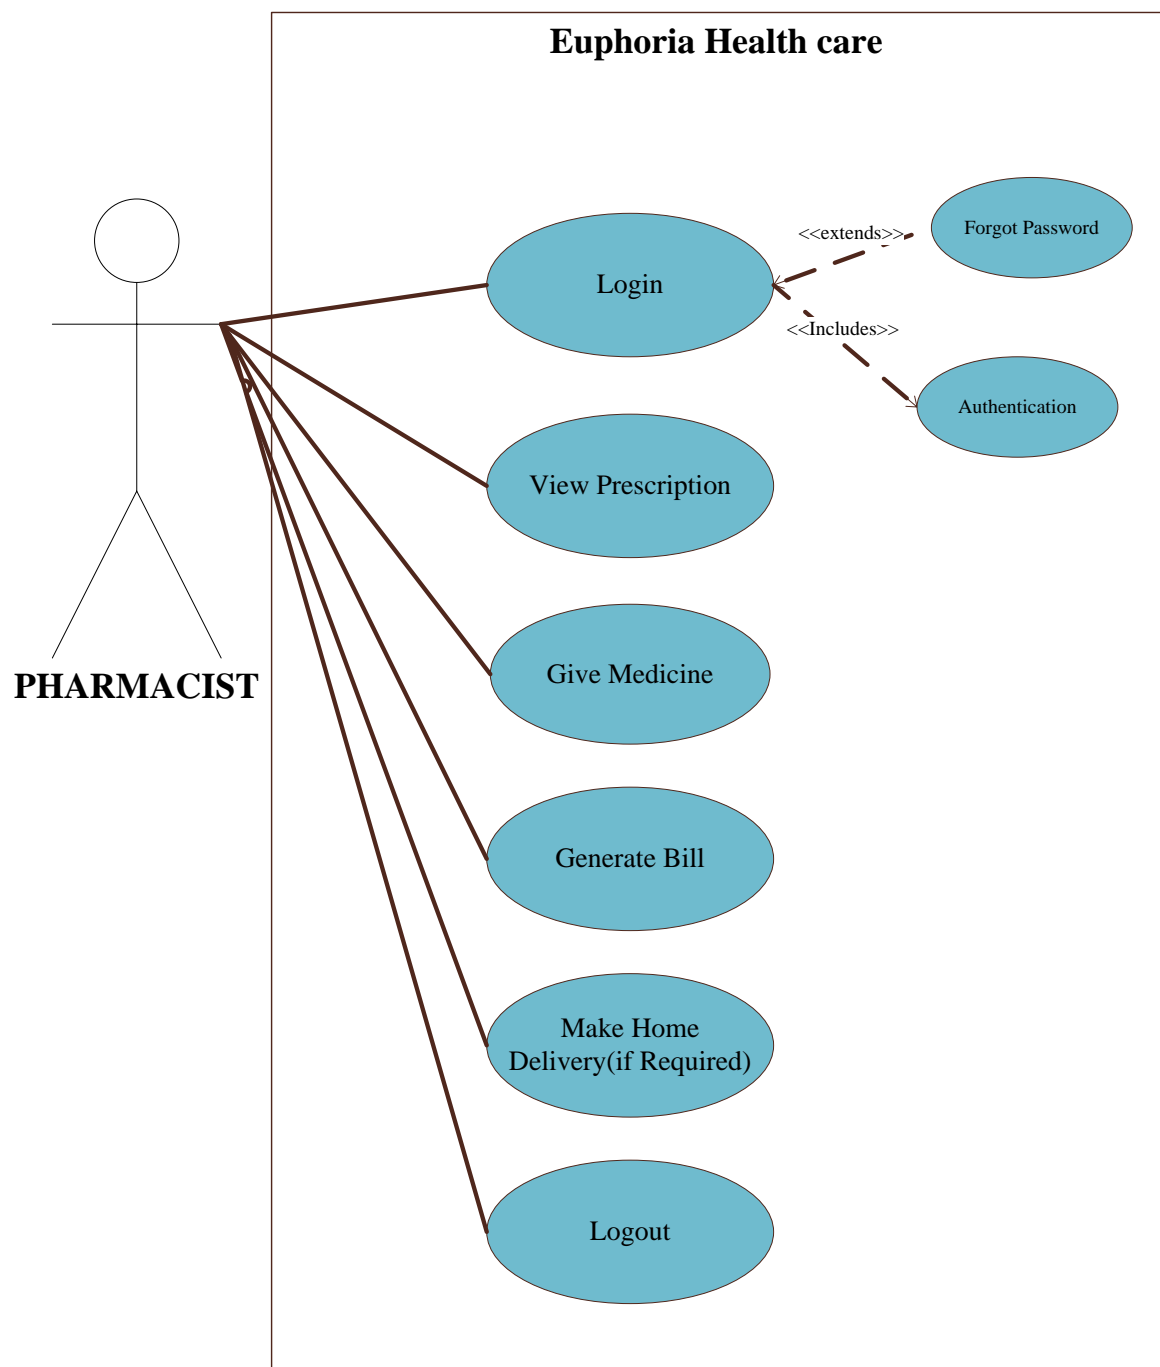 Euphoria Health care
Forgot Password
<<extends>>
Login
<<Includes>>
Authentication
View Prescription
PHARMACIST
Give Medicine
Generate Bill
Make Home
Delivery(if Required)
Logout